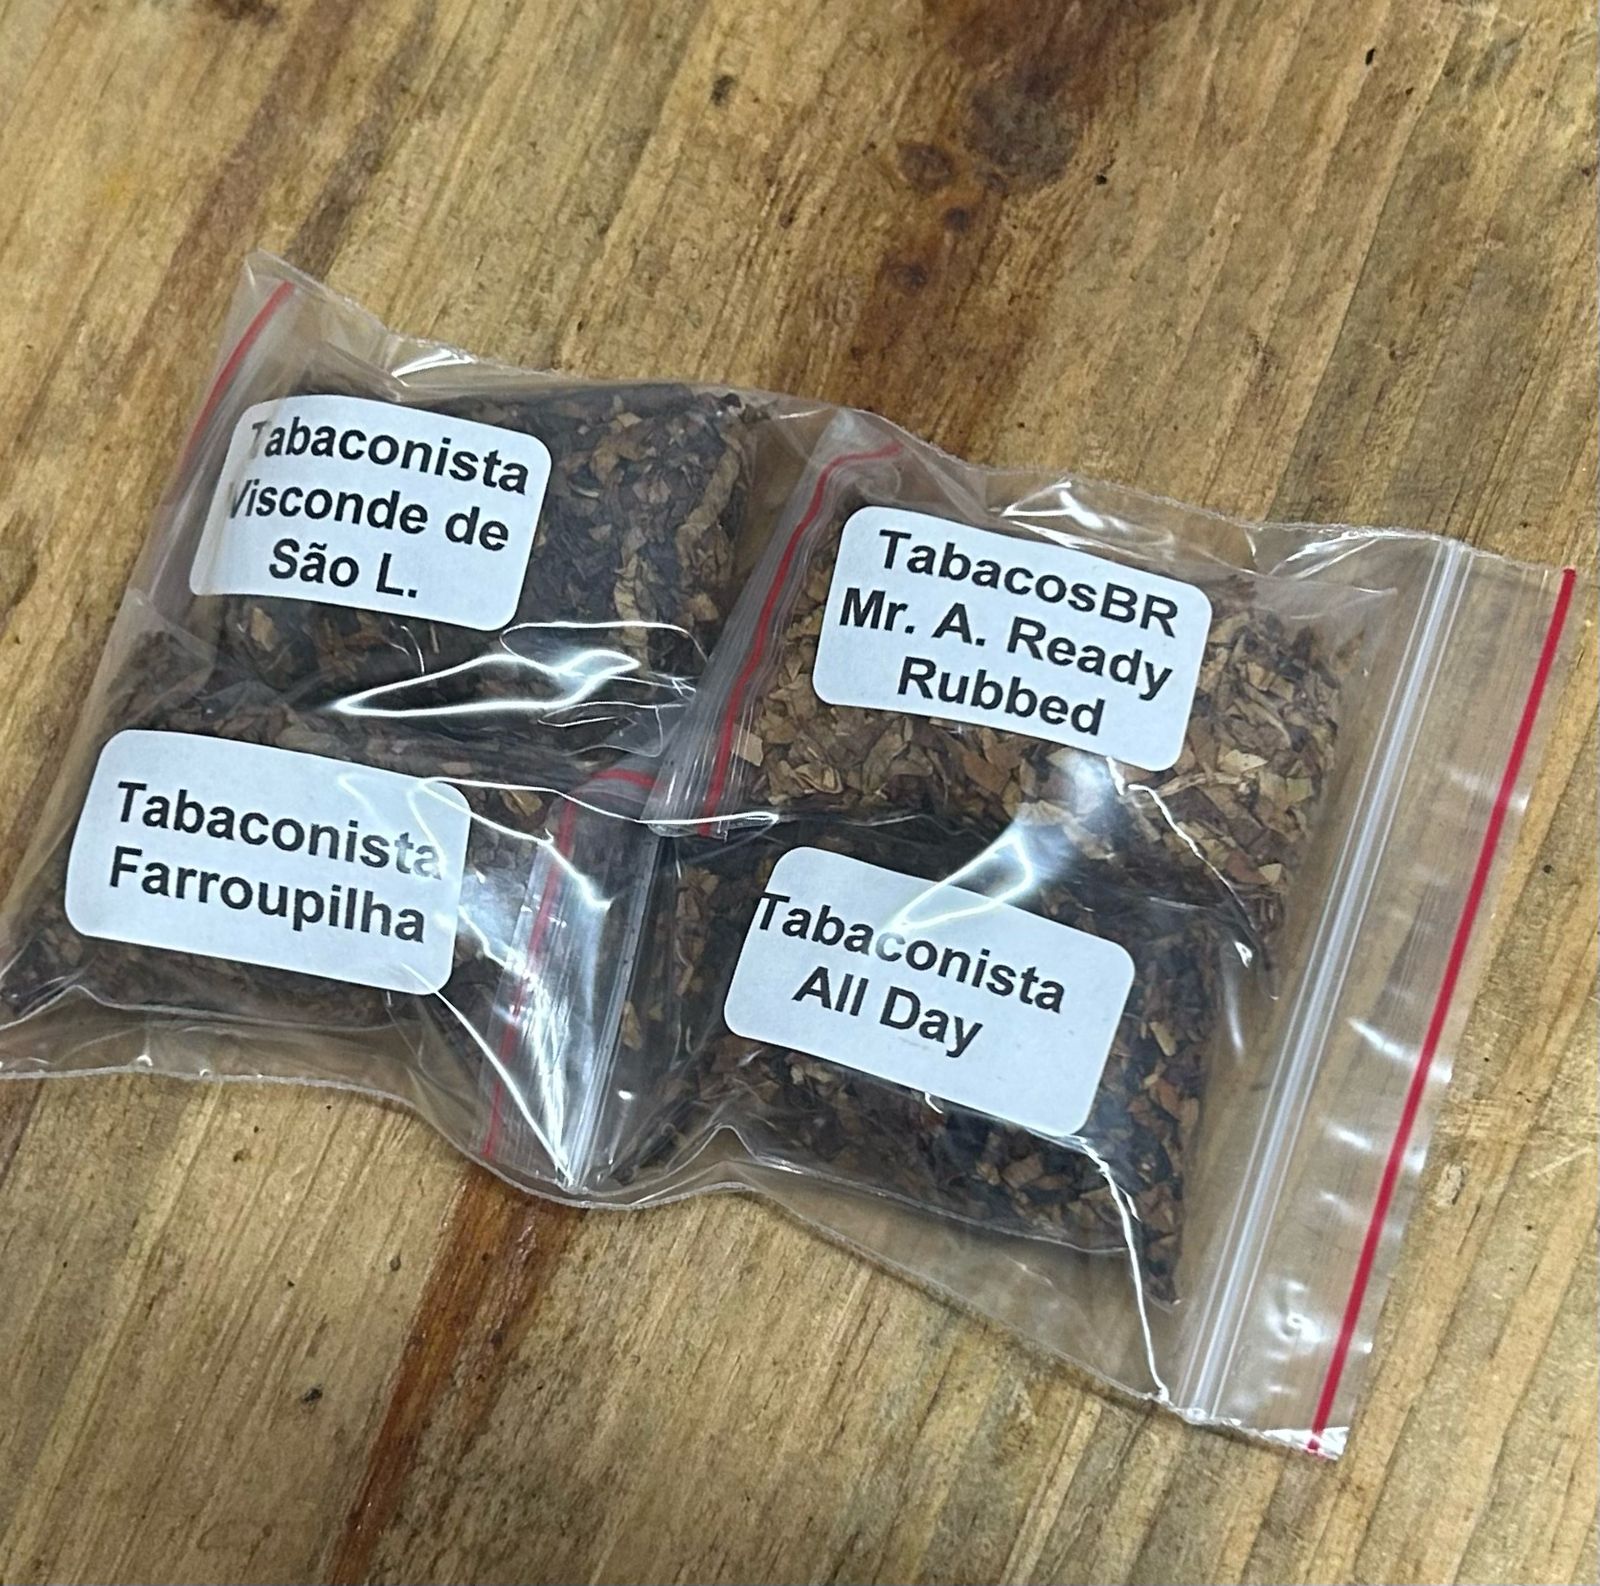 Tabaconista
Visconde de
São L.
TabacosBR
Mr. A. Ready
Rubbed
Tabaconista
Farroupilha
Tabaconista
All Day